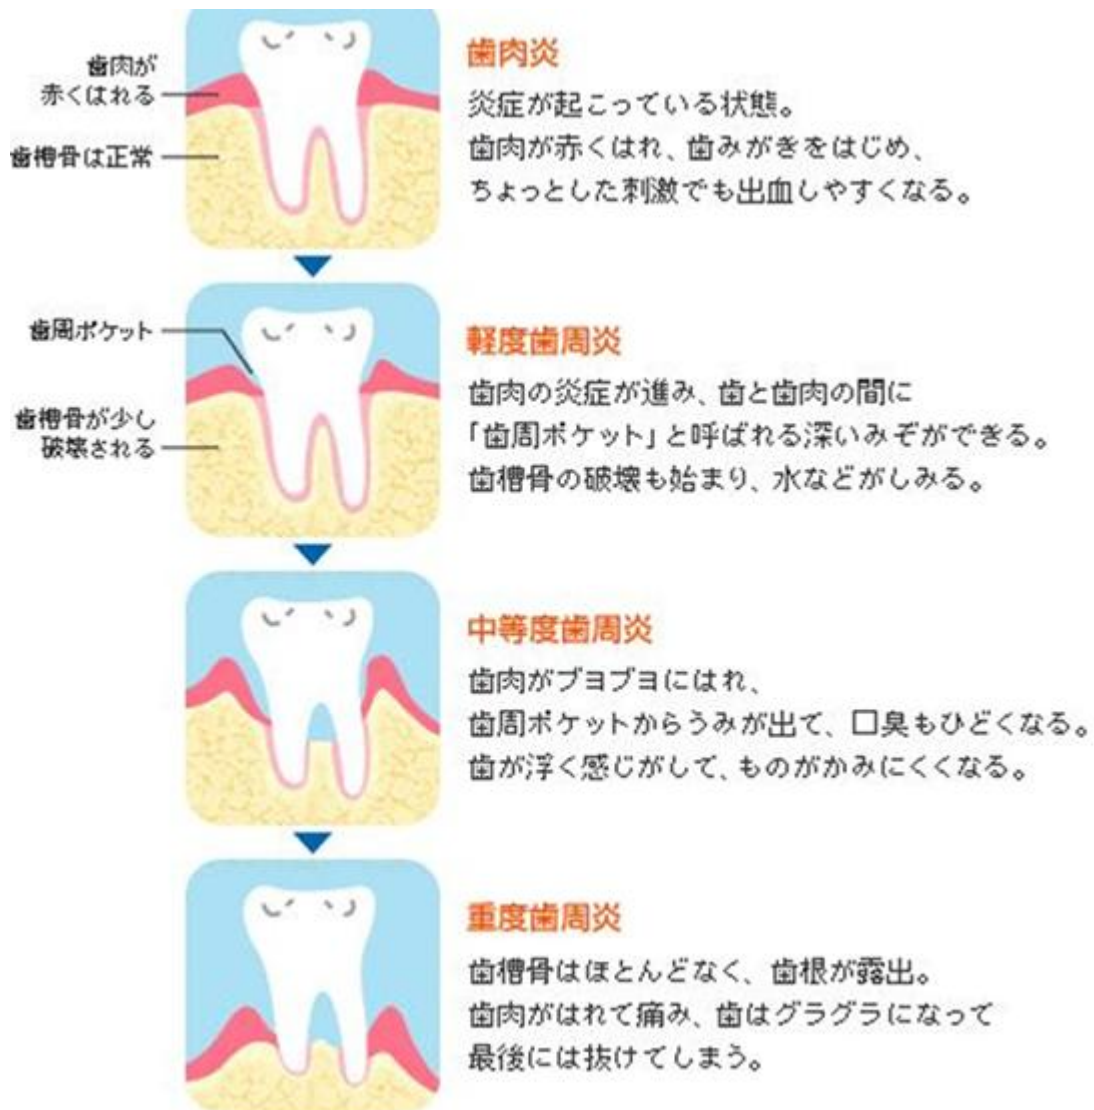 歯肉が
赤くはれる
歯槽骨は正常
歯肉炎
炎症が起こっている状態。
歯肉が赤くはれ、歯みがきをはじめ、
ちょっとした刺激でも出血しやすくなる。
歯周ポケット
歯槽骨が少し
破壊される
軽度歯周炎
歯肉の炎症が進み、歯と歯肉の間に
「歯周ポケット」と呼ばれる深いみぞができる。
歯槽骨の破壊も始まり、水などがしみる。
中等度歯周炎
歯肉がブヨブヨにはれ、
歯周ポケットからうみが出て、口臭もひどくなる。
歯が浮く感じがして、ものがかみにくくなる。
重度歯周炎
歯槽骨はほとんどなく、歯根が露出。
歯肉がはれて痛み、歯はグラグラになって
最後には抜けてしまう。